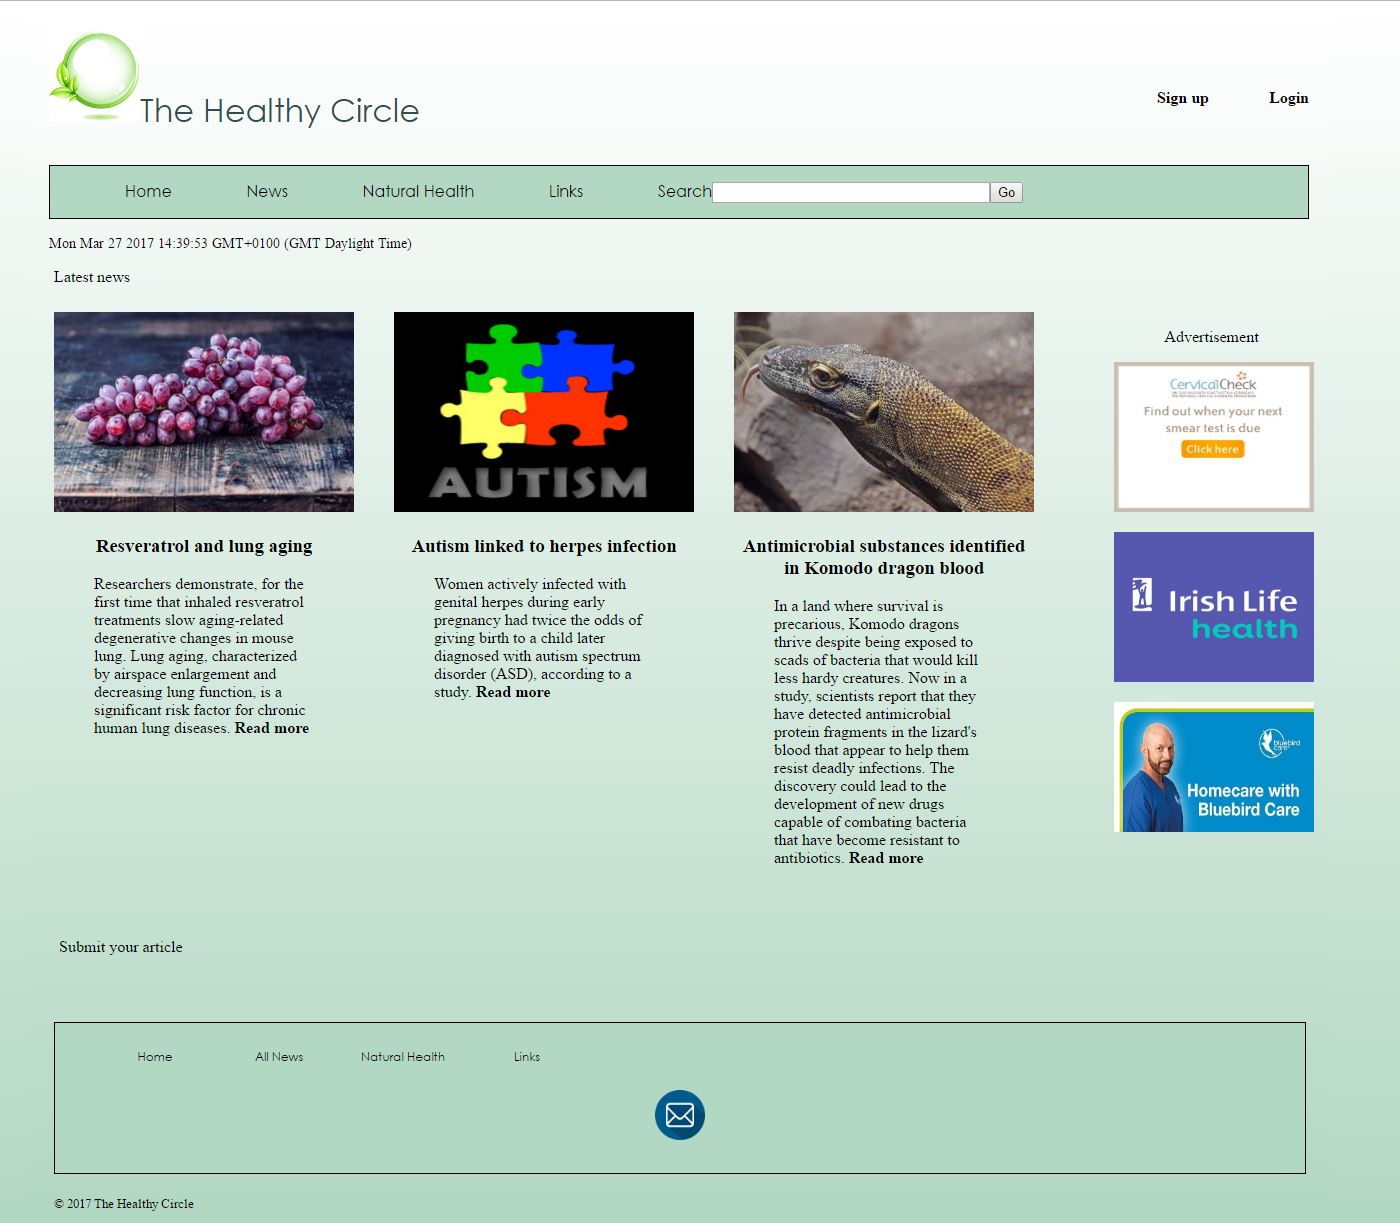 The Healthy Circle
Sign up
Login
Home
News
Natural Health
Links
Search
Go
Mon Mar 27 2017 14:39:53 GMT+0100 (GMT Daylight Time)
Latest news
AUTISM
Resveratrol and lung aging
Researchers demonstrate, for the
first time that inhaled resveratrol
treatments slow aging-related
degenerative changes in mouse
lung. Lung aging, characterized
by airspace enlargement and
decreasing lung function, is a
significant risk factor for chronic
human lung diseases. Read more
Autism linked to herpes infection
Women actively infected with
genital herpes during early
pregnancy had twice the odds of
giving birth to a child later
diagnosed with autism spectrum
disorder (ASD), according to a
study. Read more
Antimicrobial substances identified
in Komodo dragon blood
In a land where survival is
precarious, Komodo dragons
thrive despite being exposed to
scads of bacteria that would kill
less hardy creatures. Now in a
study, scientists report that they
have detected antimicrobial
protein fragments in the lizard's
blood that appear to help them
resist deadly infections. The
discovery could lead to the
development of new drugs
capable of combating bacteria
that have become resistant to
antibiotics. Read more
Advertisement
CervicalCheck
Find out when your next
smear test is due
Click here
Irish Life
health
bluebird
care
Homecare with
Bluebird Care
Submit your article
Home
All News
Natural Health
Links
© 2017 The Healthy Circle